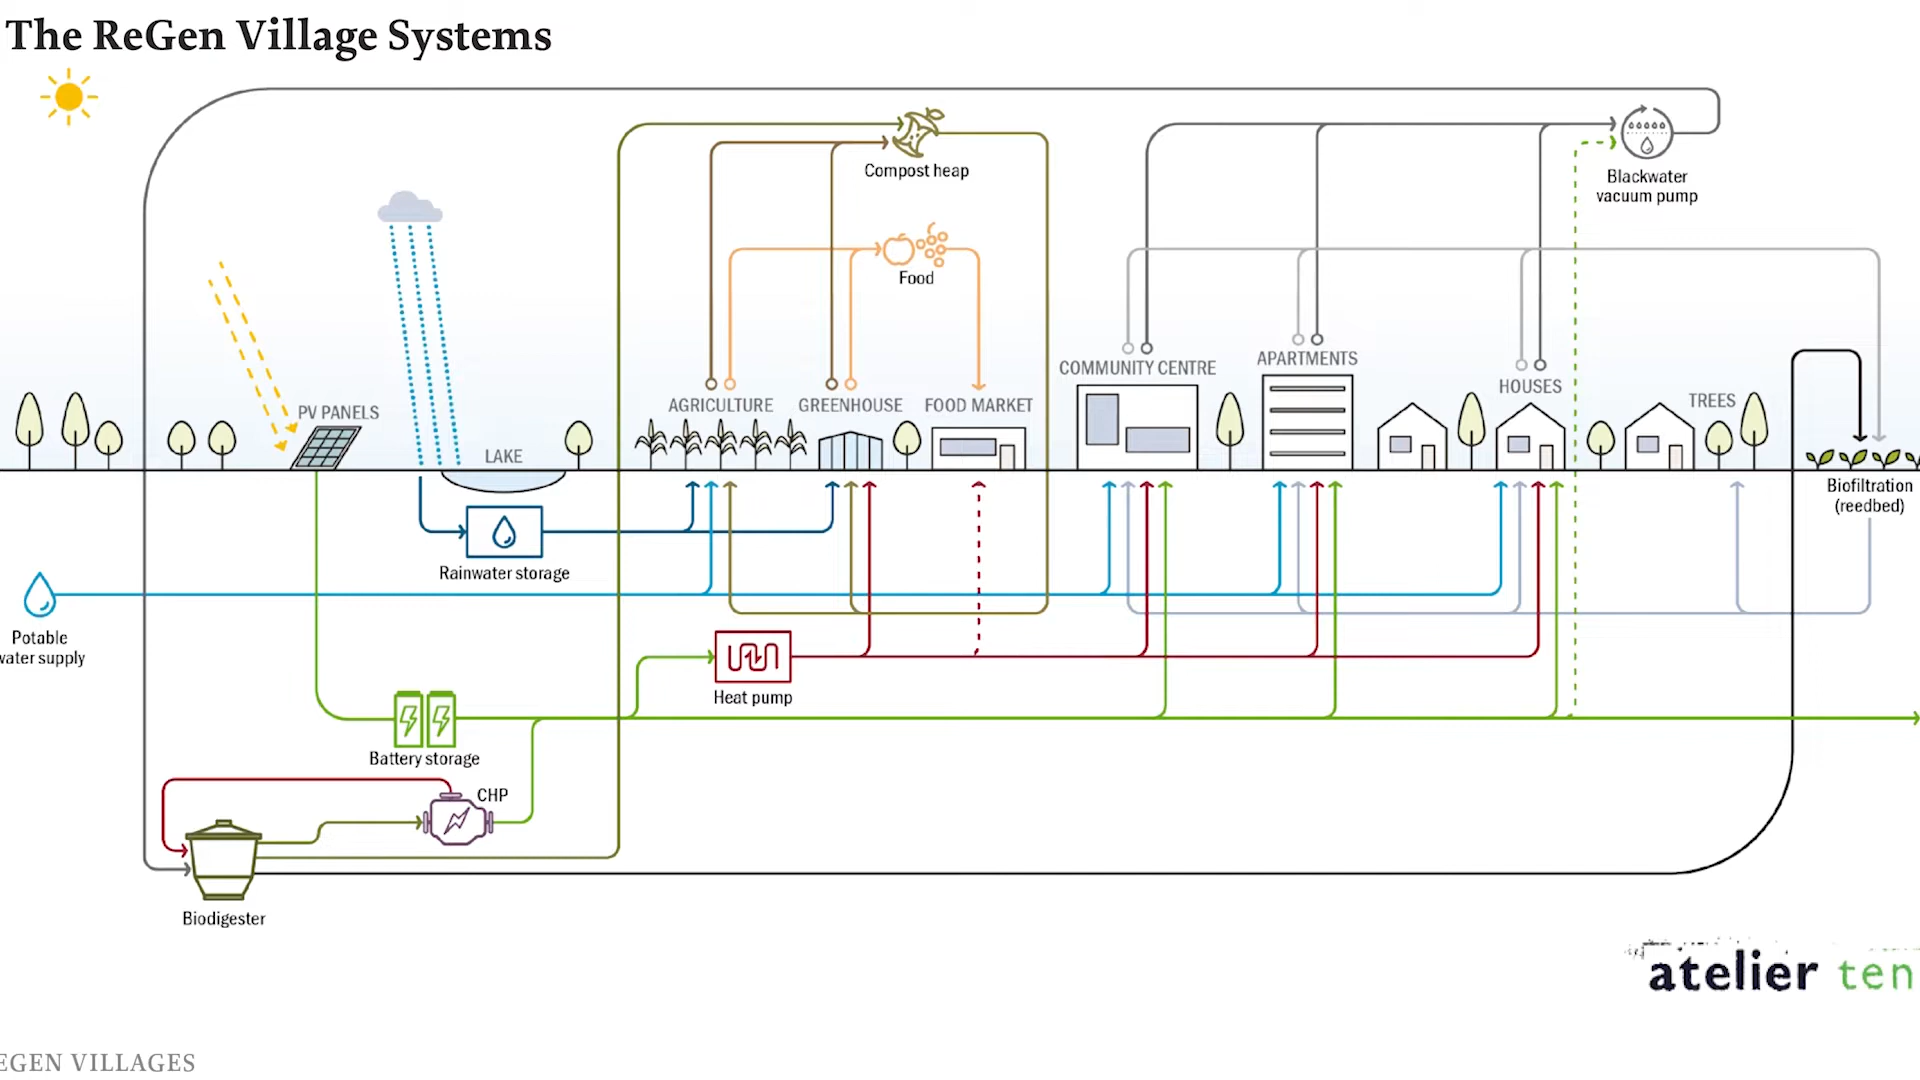 The ReGen Village Systems
Compost heap
Blackwater
vacuum pump
Food
COMMUNITY CENTRE
APARTMENTS
HOUSES
PV PANELS
AGRICULTURE
GREENHOUSE
FOOD MARKET
TREES
LAKE
Biofiltration
(reedbed)
Rainwater storage
Potable
water supply
Heat pump
Battery storage
CHP
Biodigester
atelier ten
EGEN VILLAGES